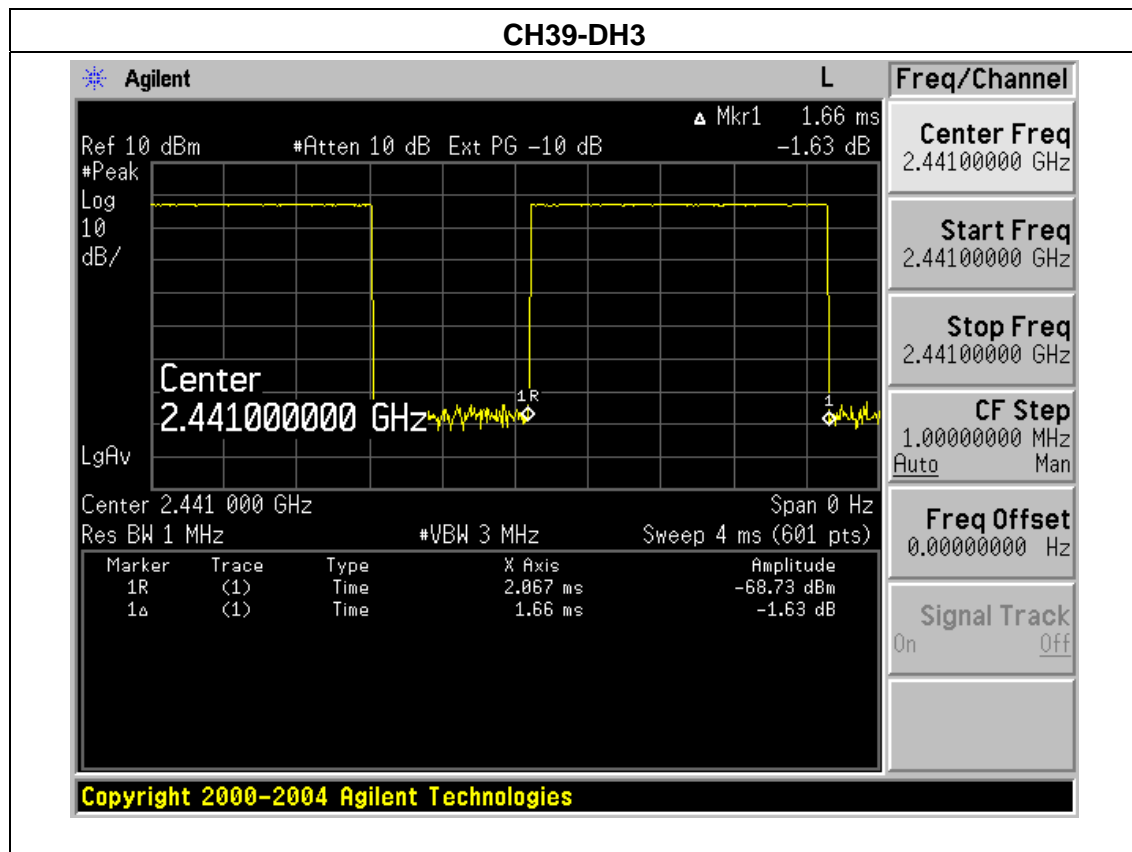 CH39-DH3
Agilent L Freq/Channel
Δ Mkr1 1.66 ms
Ref 10 dBm #Atten 10 dB Ext PG -10 dB -1.63 dB
#Peak
Log
10
dB/
Center
2.441000000 GHz
1R
1
LgAv
Center 2.441 000 GHz Span 0 Hz
Res BW 1 MHz #VBW 3 MHz Sweep 4 ms (601 pts)
Marker Trace Type X Axis Amplitude
1R (1) Time 2.067 ms -68.73 dBm
1Δ (1) Time 1.66 ms -1.63 dB
Center Freq
2.44100000 GHz
Start Freq
2.44100000 GHz
Stop Freq
2.44100000 GHz
CF Step
1.00000000 MHz
Auto Man
Freq Offset
0.00000000 Hz
Signal Track
On Off
Copyright 2000-2004 Agilent Technologies